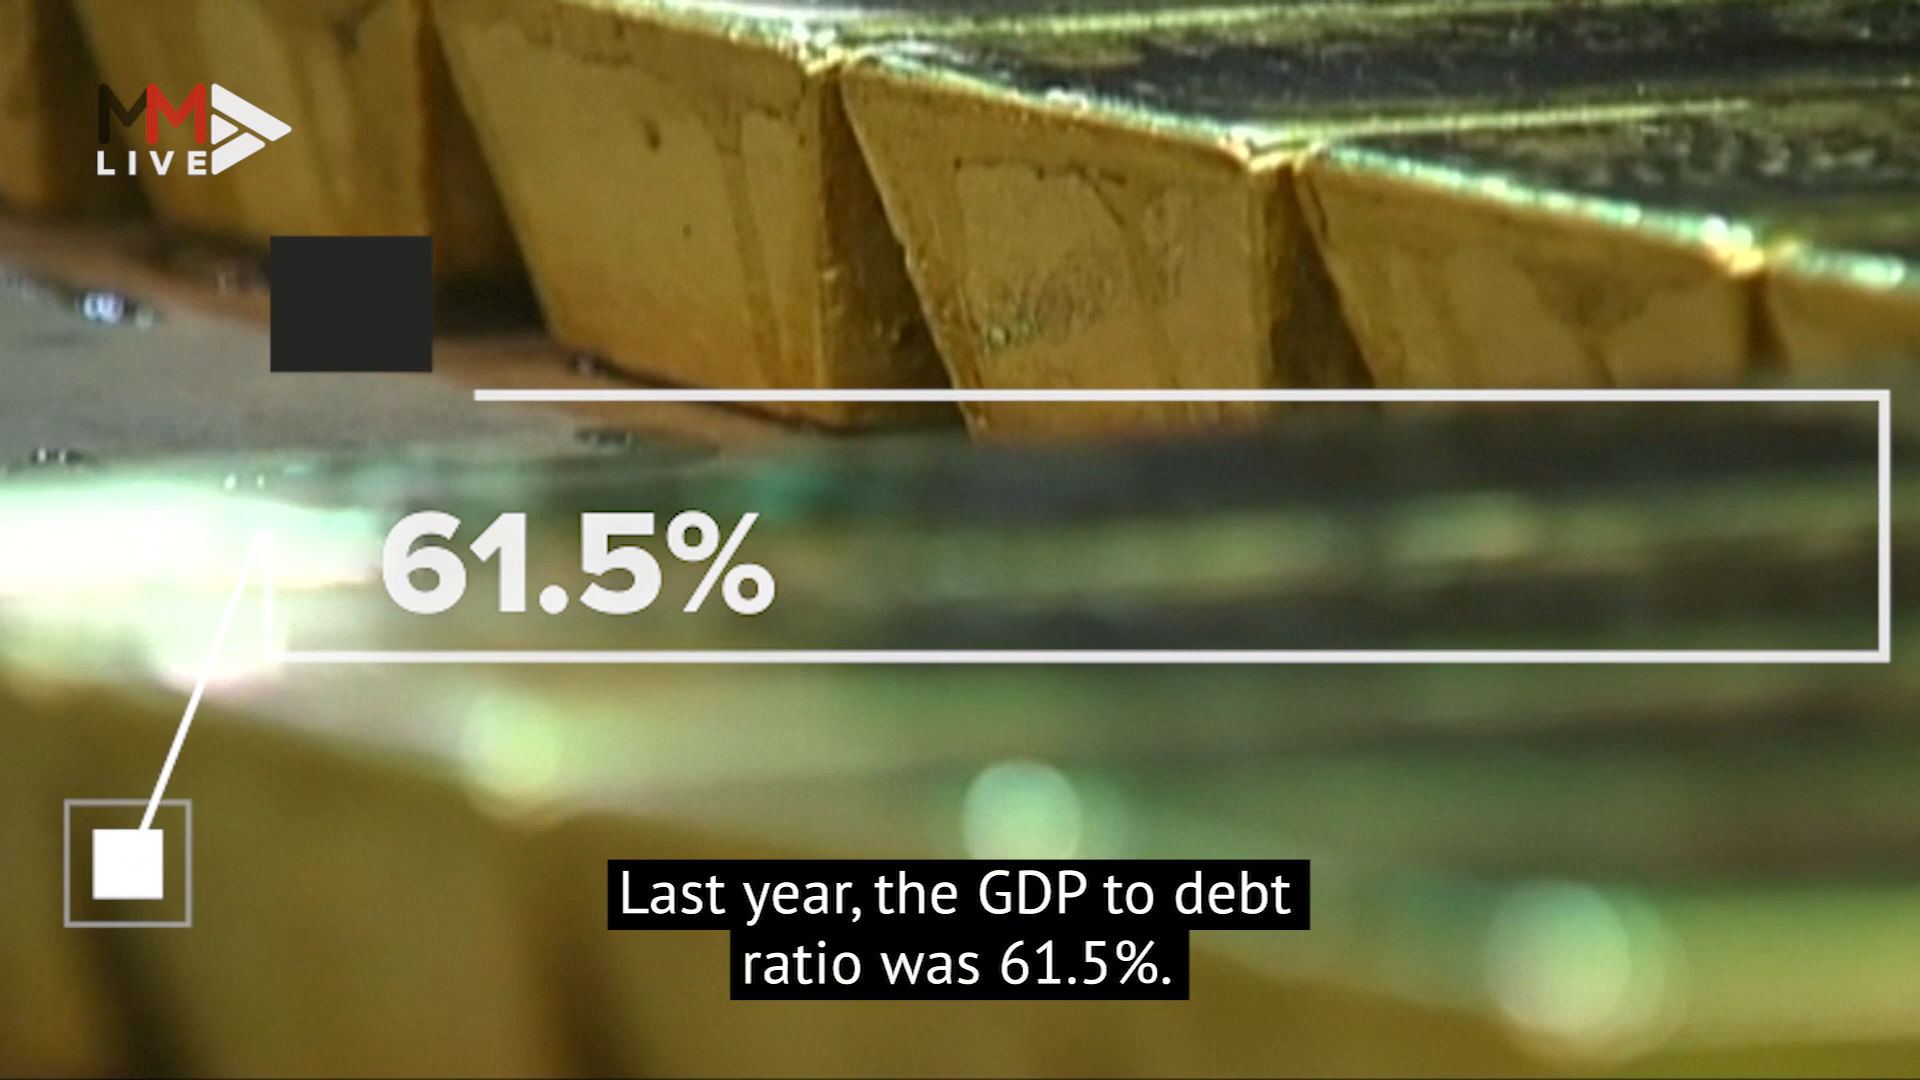 MM
LIVE
61.5%
Last year, the GDP to debt
ratio was 61.5%.